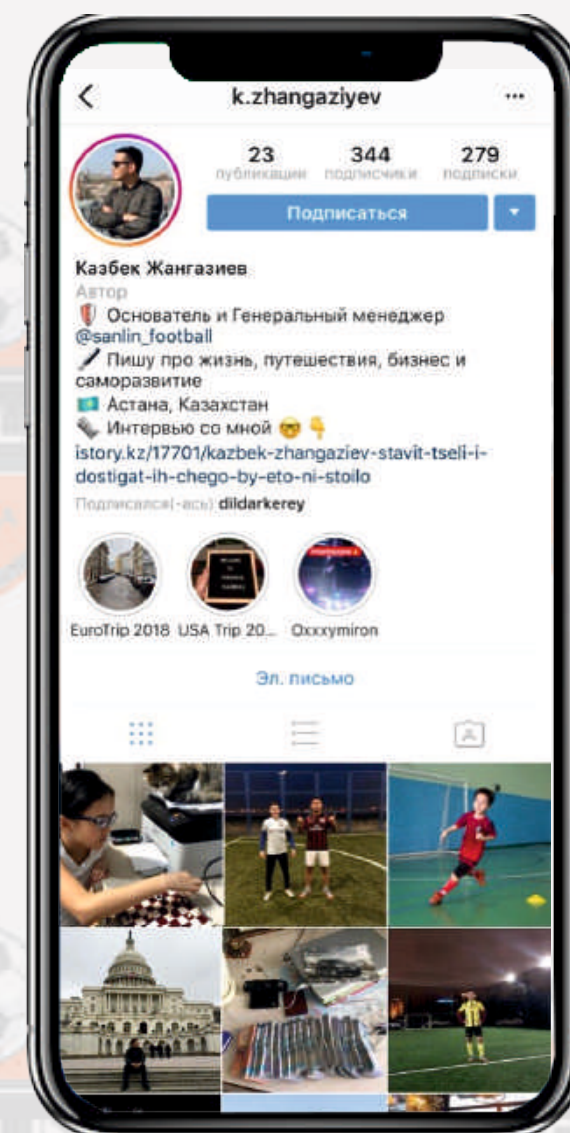 k.zhangaziyev
23 344 279
публикации подписчики подписки
Подписаться
Казбек Жангазиев
Автор
Основатель и Генеральный менеджер
@sanlin_football
Пишу про жизнь, путешествия, бизнес и
саморазвитие
Астана, Казахстан
Интервью со мной
istory.kz/17701/kazbek-zhangaziev-stavit-tseli-i-
dostigat-ih-chego-by-eto-ni-stoilo
Подписался(-ась) dildarkerey
EuroTrip 2018 USA Trip 20... Oxxxymiron
Эл. письмо